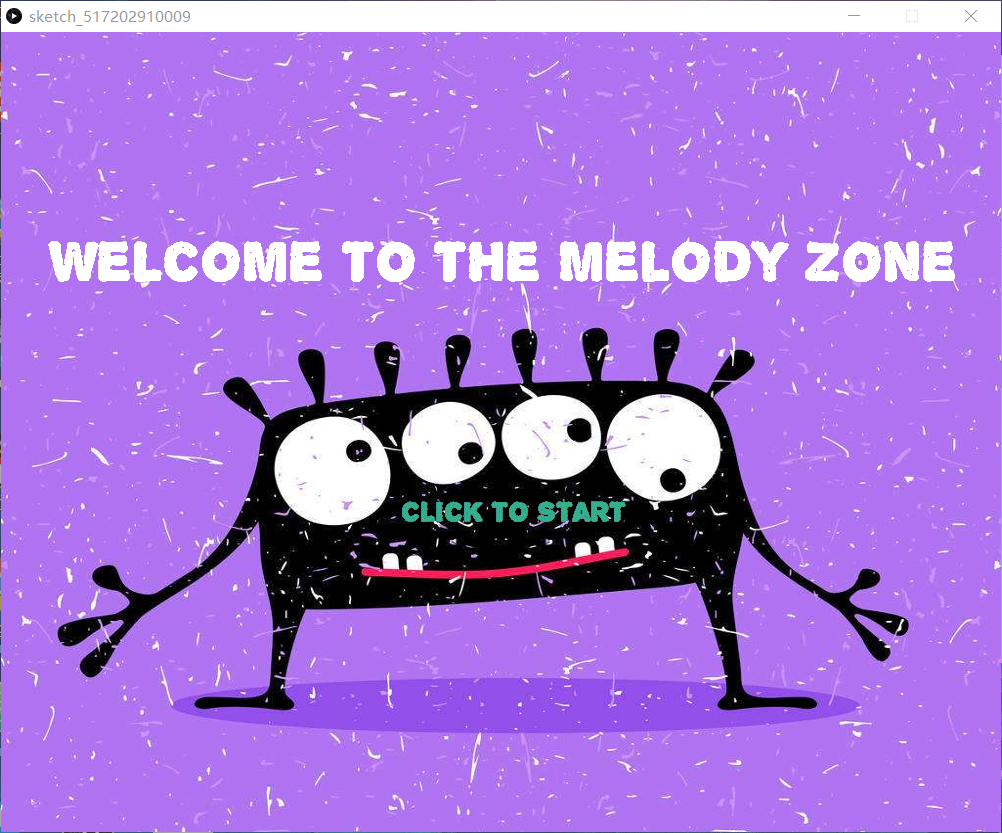 sketch_517202910009
WELCOME TO THE MELODY ZONE
CLICK TO START